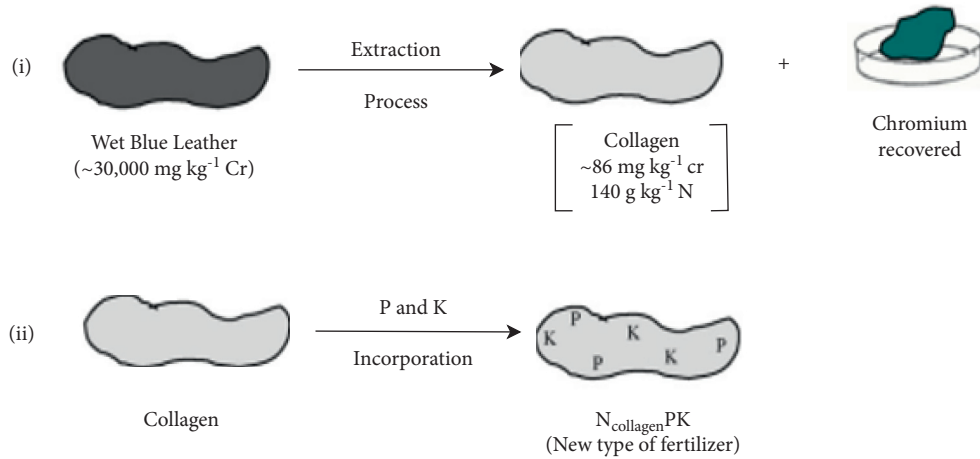 (i)
Extraction
Process
+
Wet Blue Leather
(~30,000 mg kg⁻¹ Cr)
Collagen
~86 mg kg⁻¹ cr
140 g kg⁻¹ N
Chromium
recovered
(ii)
P and K
Incorporation
K P P K K P
Collagen
NcollagenPK
(New type of fertilizer)